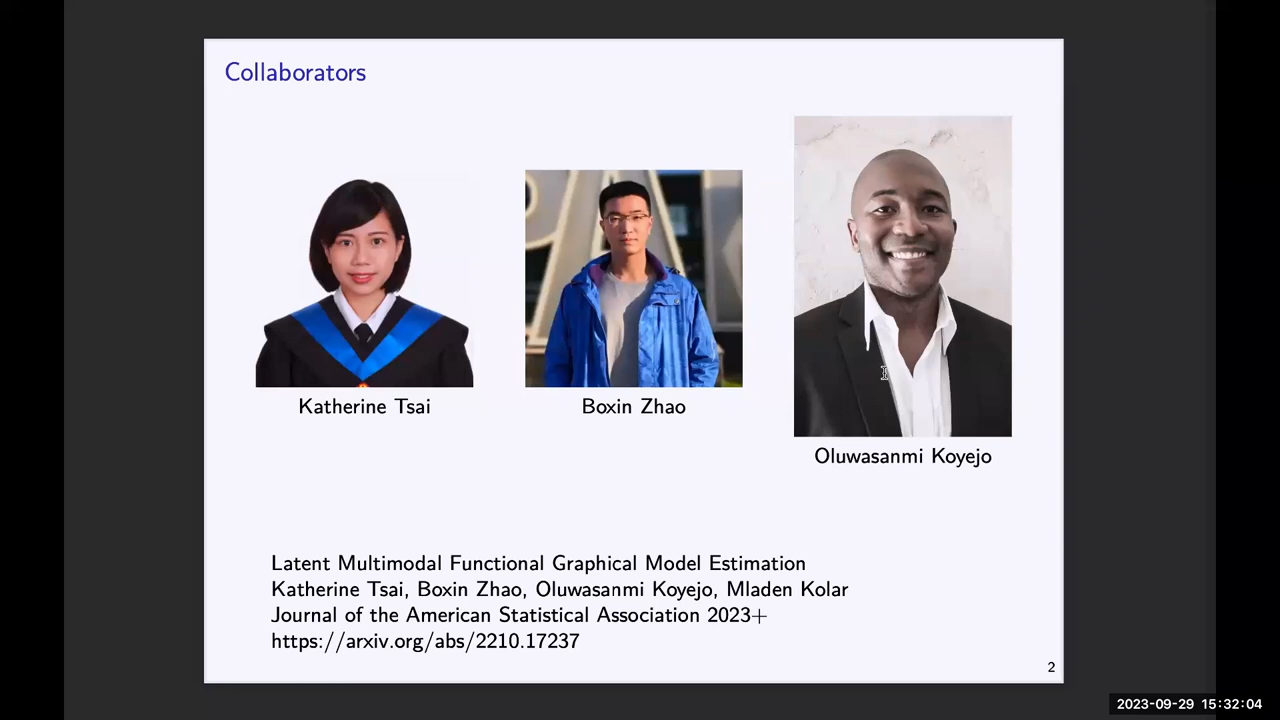 Collaborators
Katherine Tsai
Boxin Zhao
Oluwasanmi Koyejo
Latent Multimodal Functional Graphical Model Estimation
Katherine Tsai, Boxin Zhao, Oluwasanmi Koyejo, Mladen Kolar
Journal of the American Statistical Association 2023+
https://arxiv.org/abs/2210.17237
2
2023-09-29 15:32:04